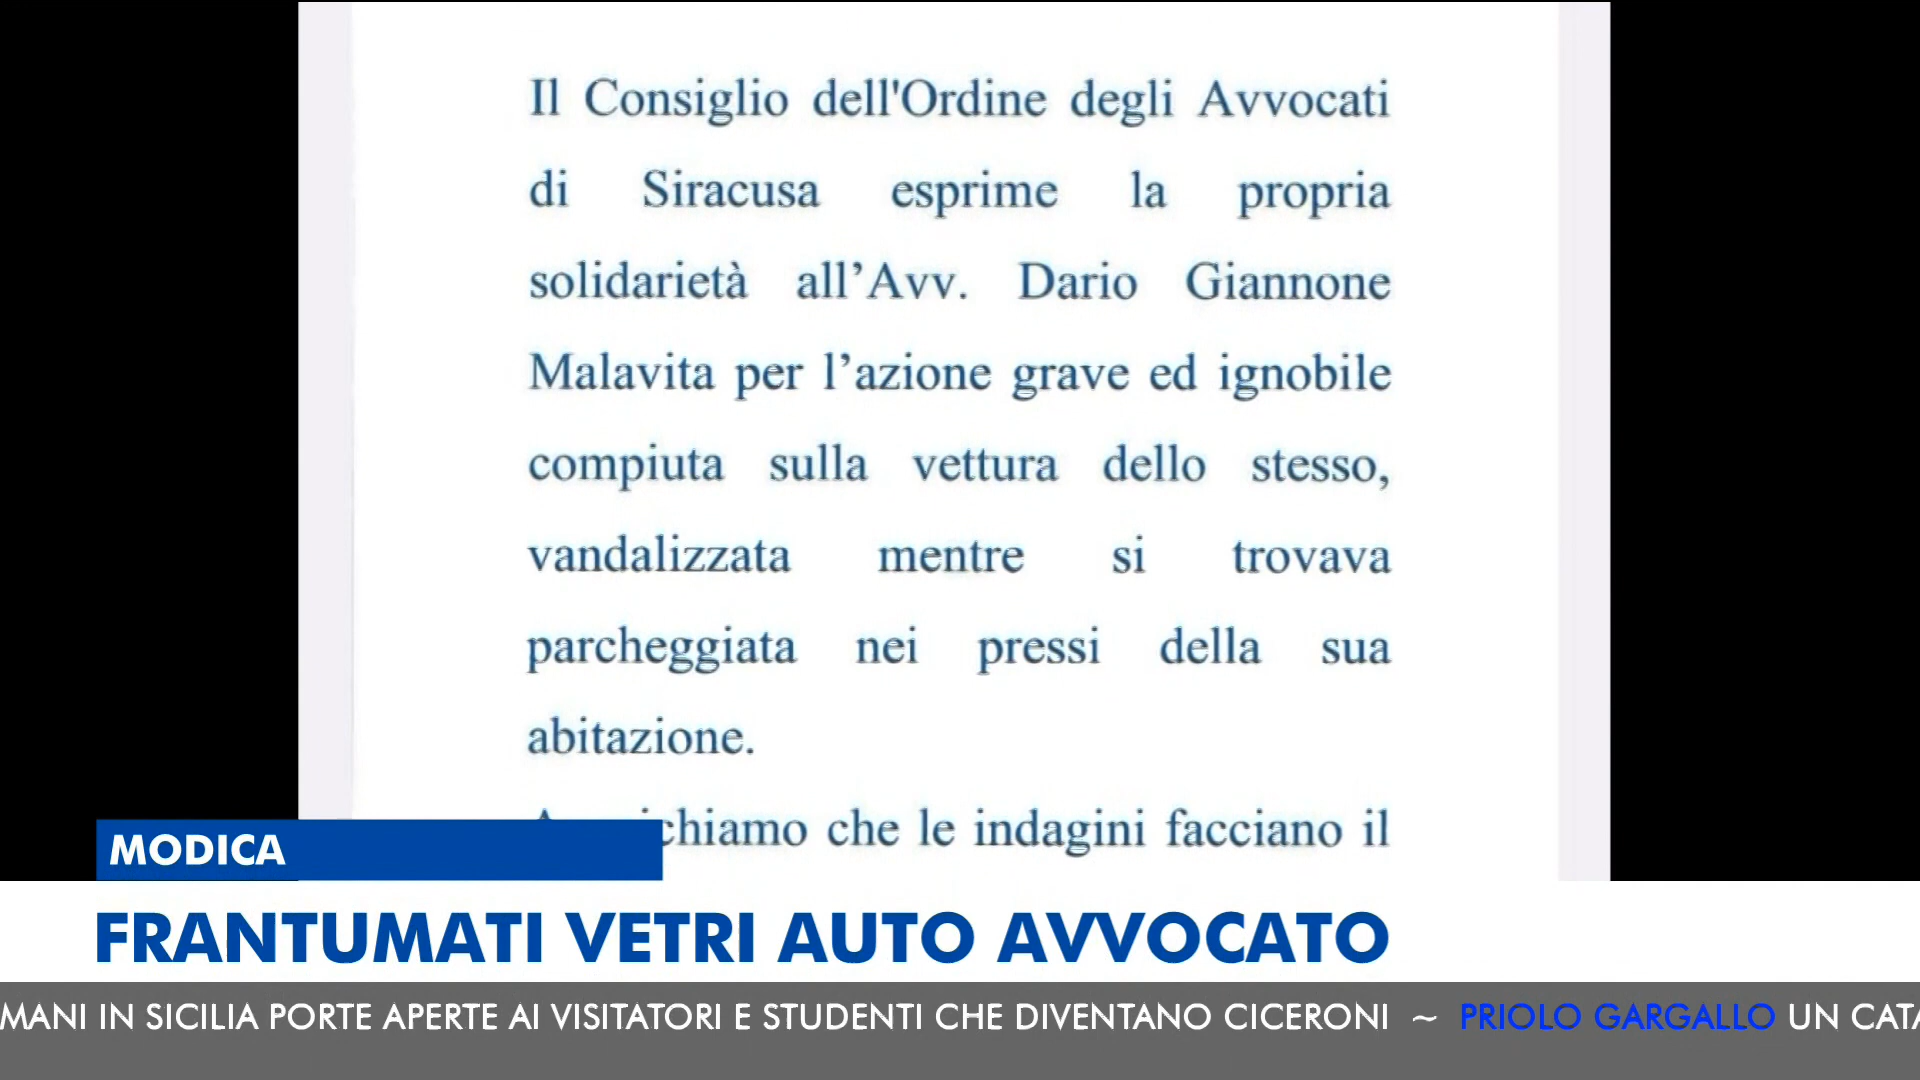 Il Consiglio dell'Ordine degli Avvocati
di Siracusa esprime la propria
solidarietà all’Avv. Dario Giannone
Malavita per l’azione grave ed ignobile
compiuta sulla vettura dello stesso,
vandalizzata mentre si trovava
parcheggiata nei pressi della sua
abitazione.
che le indagini facciano il
MODICA
FRANTUMATI VETRI AUTO AVVOCATO
MANI IN SICILIA PORTE APERTE AI VISITATORI E STUDENTI CHE DIVENTANO CICERONI ~ PRIOLO GARGALLO UN